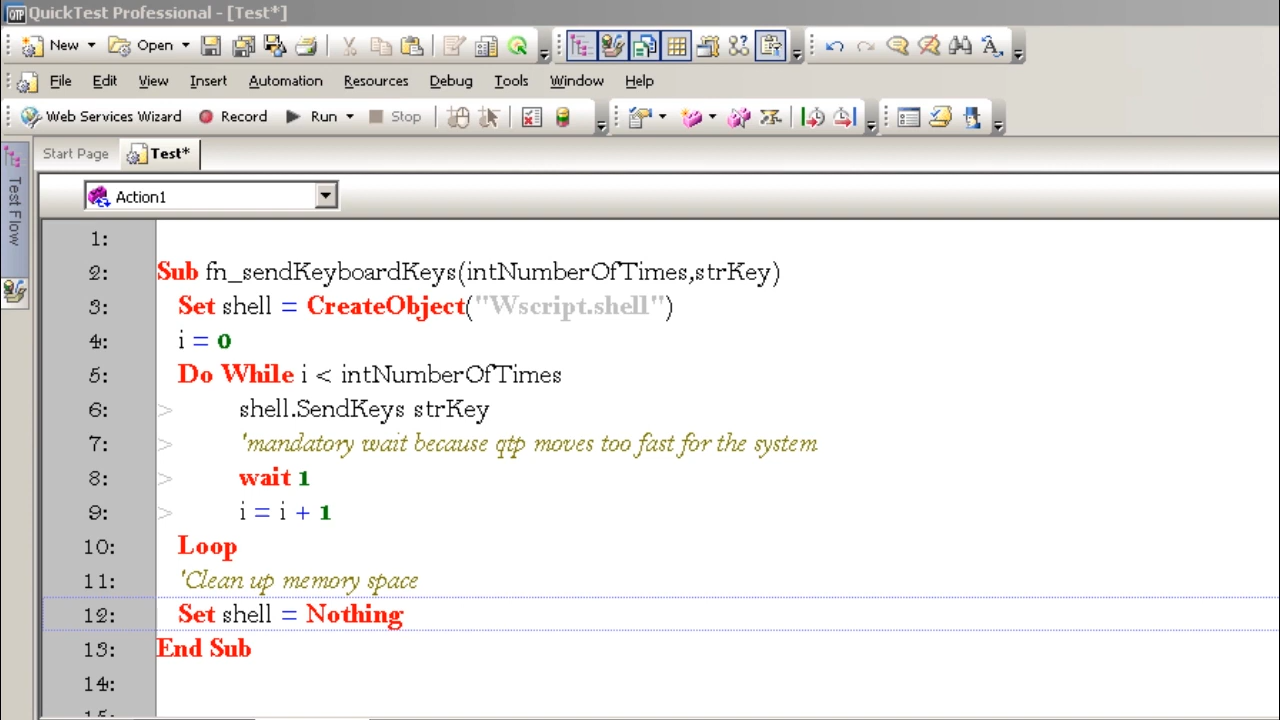 QTP QuickTest Professional - [Test*]
New Open
File Edit View Insert Automation Resources Debug Tools Window Help
Web Services Wizard Record Run Stop
Start Page Test*
Test Flow
Action1
1:
2: Sub fn_sendKeyboardKeys(intNumberOfTimes,strKey)
3: Set shell = CreateObject("Wscript.shell")
4: i = 0
5: Do While i < intNumberOfTimes
6: > shell.SendKeys strKey
7: > 'mandatory wait because qtp moves too fast for the system
8: > wait 1
9: > i = i + 1
10: Loop
11: 'Clean up memory space
12: Set shell = Nothing
13: End Sub
14:
15: